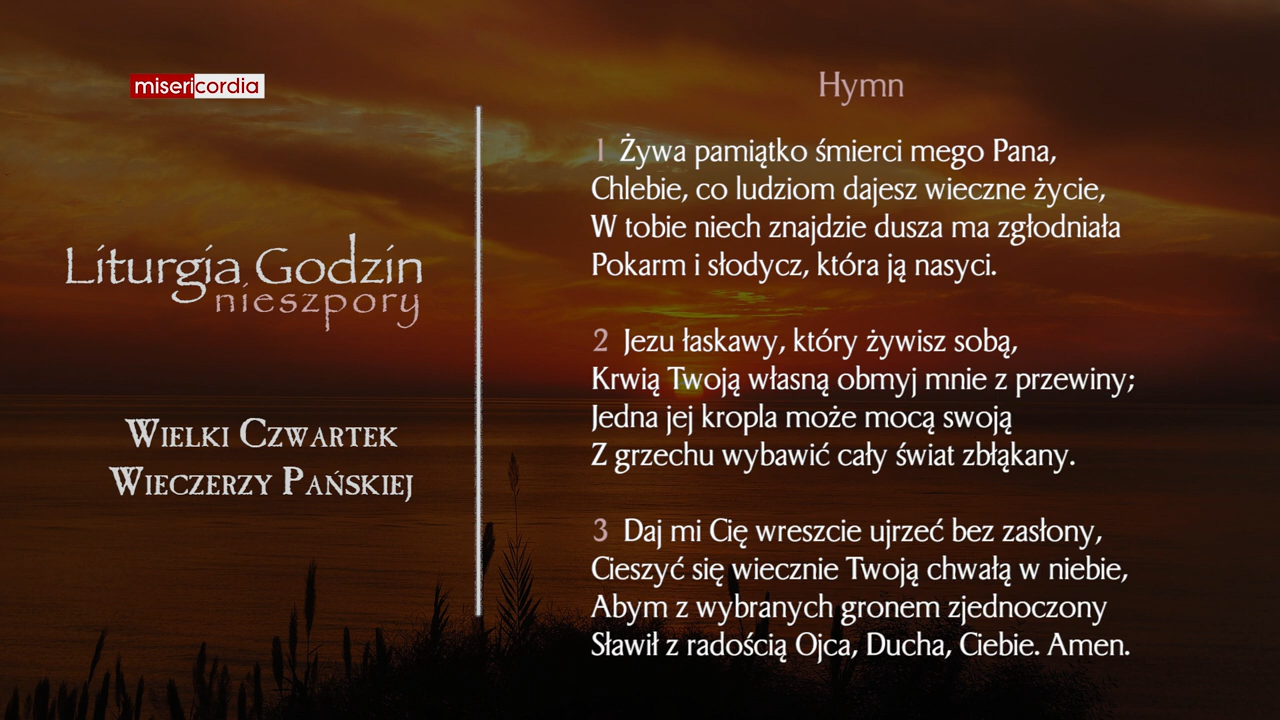 misericordia
Liturgia Godzin
nieszpory
Wielki Czwartek
Wieczerzy Pańskiej
Hymn
1 Żywa pamiątko śmierci mego Pana,
Chlebie, co ludziom dajesz wieczne życie,
W tobie niech znajdzie dusza ma zgłodniała
Pokarm i słodycz, która ją nasyci.
2 Jezu łaskawy, który żywisz sobą,
Krwią Twoją własną obmyj mnie z przewiny;
Jedna jej kropla może mocą swoją
Z grzechu wybawić cały świat zbłąkany.
3 Daj mi Cię wreszcie ujrzeć bez zasłony,
Cieszyć się wiecznie Twoją chwałą w niebie,
Abym z wybranych gronem zjednoczony
Sławił z radością Ojca, Ducha, Ciebie. Amen.